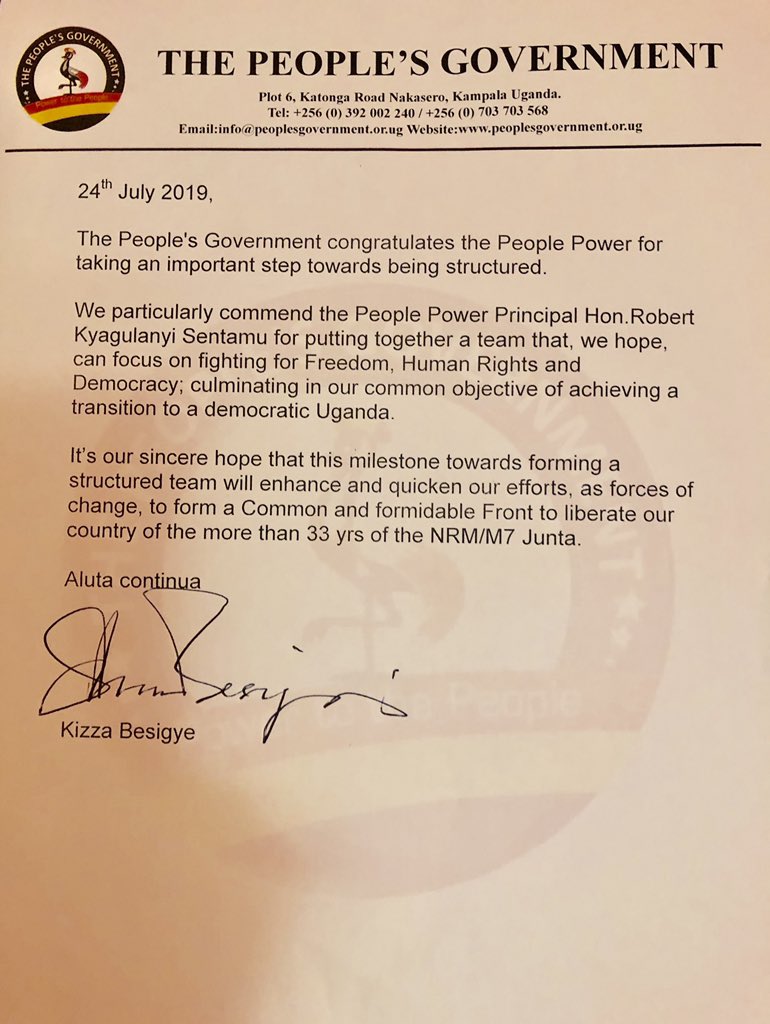 THE PEOPLE'S GOVERNMENT
Power to the People
THE PEOPLE'S GOVERNMENT
Plot 6, Katonga Road Nakasero, Kampala Uganda.
Tel: +256 (0) 392 002 240 / +256 (0) 703 703 568
Email:info@peoplesgovernment.or.ug Website:www.peoplesgovernment.or.ug
24th July 2019,
The People's Government congratulates the People Power for
taking an important step towards being structured.
We particularly commend the People Power Principal Hon.Robert
Kyagulanyi Sentamu for putting together a team that, we hope,
can focus on fighting for Freedom, Human Rights and
Democracy; culminating in our common objective of achieving a
transition to a democratic Uganda.
It's our sincere hope that this milestone towards forming a
structured team will enhance and quicken our efforts, as forces of
change, to form a Common and formidable Front to liberate our
country of the more than 33 yrs of the NRM/M7 Junta.
Aluta continua
Kizza Besigye